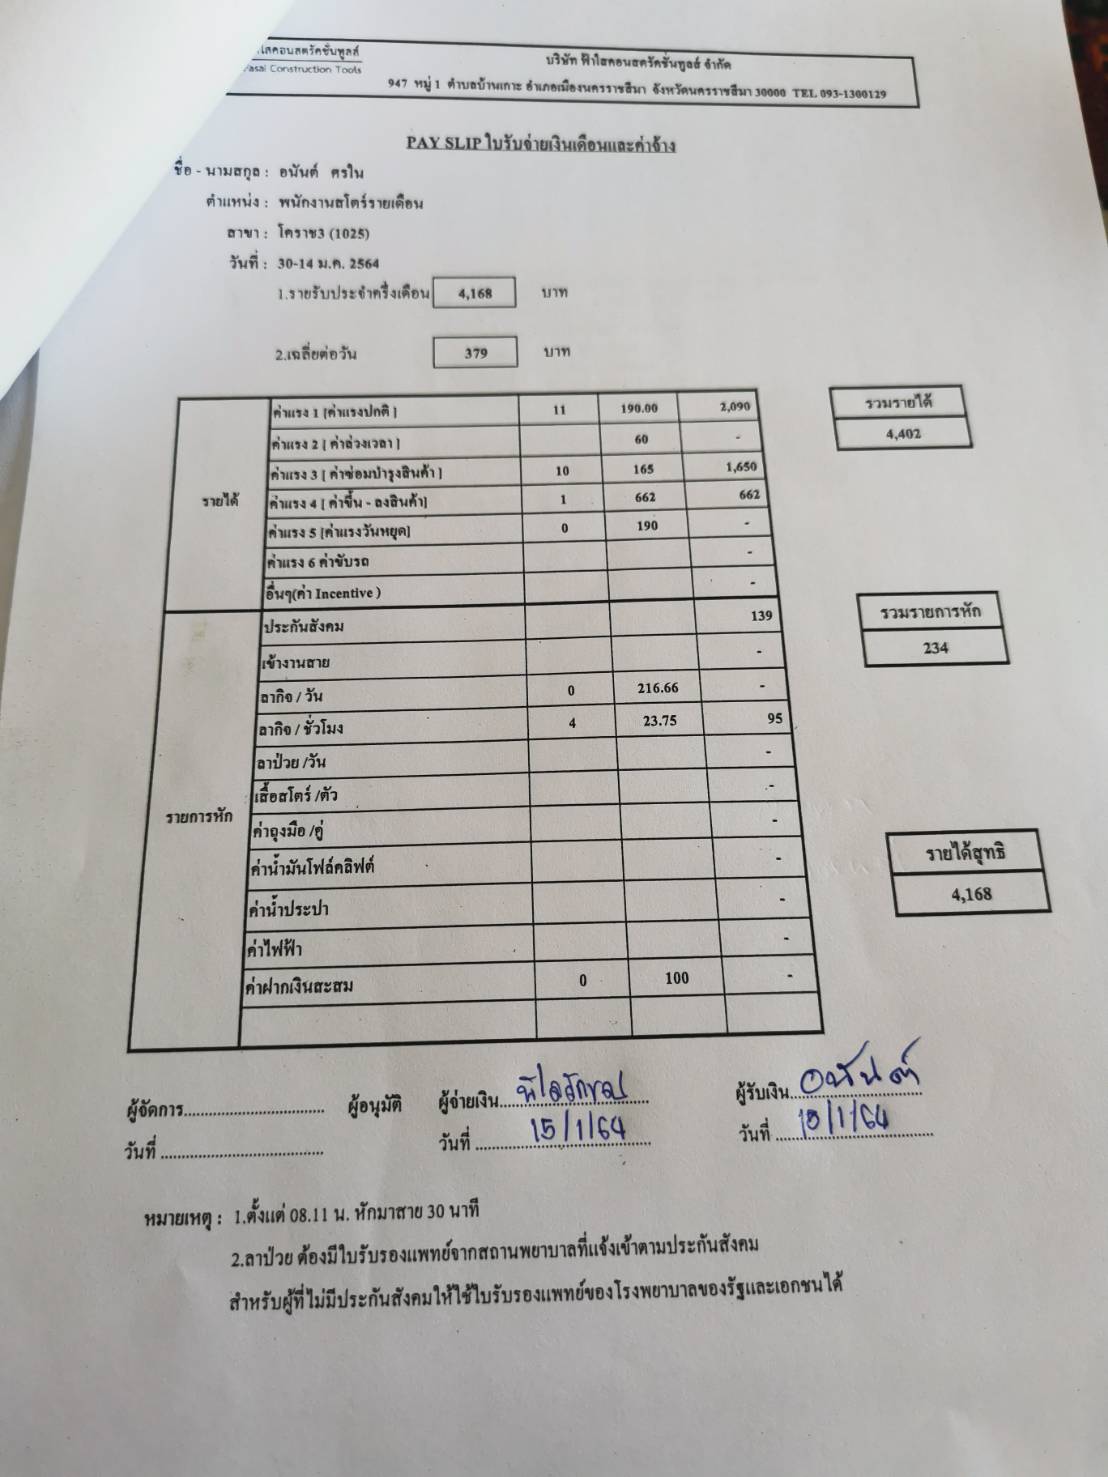 ใสคอนสตรัคชั่นทูลส์
asai Construction Tools
บริษัท ฟ้าใสคอนสตรัคชั่นทูลส์ จำกัด
947 หมู่ 1 ตำบลบ้านเกาะ อำเภอเมืองนครราชสีมา จังหวัดนครราชสีมา 30000 TEL 093-1300129
PAY SLIP ใบรับจ่ายเงินเดือนและค่าจ้าง
ชื่อ - นามสกุล : อนันต์ ศรใน
ตำแหน่ง : พนักงานสโตร์รายเดือน
สาขา : โคราช3 (1025)
วันที่ : 30-14 ม.ค. 2564
1.รายรับประจำครึ่งเดือน 4,168 บาท
2.เฉลี่ยต่อวัน 379 บาท
รายได้
ค่าแรง 1 [ค่าแรงปกติ ] 11 190.00 2,090
ค่าแรง 2 [ ค่าล่วงเวลา ] 60 -
ค่าแรง 3 [ ค่าซ่อมบำรุงสินค้า ] 10 165 1,650
ค่าแรง 4 [ ค่าขึ้น - ลงสินค้า] 1 662 662
ค่าแรง 5 [ค่าแรงวันหยุด] 0 190 -
ค่าแรง 6 ค่าขับรถ -
อื่นๆ(ค่า Incentive ) -
รวมรายได้
4,402
รายการหัก
ประกันสังคม 139
เข้างานสาย -
ลากิจ / วัน 0 216.66 -
ลากิจ / ชั่วโมง 4 23.75 95
ลาป่วย /วัน -
เสื้อสโตร์ /ตัว -
ค่าถุงมือ /คู่ -
ค่าน้ำมันโฟล์คลิฟต์ -
ค่าน้ำประปา -
ค่าไฟฟ้า -
ค่าฝากเงินสะสม 0 100 -
รวมรายการหัก
234
รายได้สุทธิ
4,168
ผู้จัดการ................................ ผู้อนุมัติ ผู้จ่ายเงิน................................ ผู้รับเงิน อนันต์
วันที่ .................................... วันที่ 15/1/64 วันที่ 15/1/64
หมายเหตุ : 1.ตั้งแต่ 08.11 น. หักมาสาย 30 นาที
2.ลาป่วย ต้องมีใบรับรองแพทย์จากสถานพยาบาลที่แจ้งเข้าตามประกันสังคม
สำหรับผู้ที่ไม่มีประกันสังคมให้ใช้ใบรับรองแพทย์ของโรงพยาบาลของรัฐและเอกชนได้